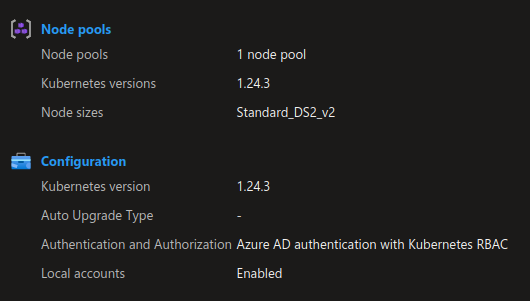 Node pools
Node pools 1 node pool
Kubernetes versions 1.24.3
Node sizes Standard_DS2_v2
Configuration
Kubernetes version 1.24.3
Auto Upgrade Type -
Authentication and Authorization Azure AD authentication with Kubernetes RBAC
Local accounts Enabled